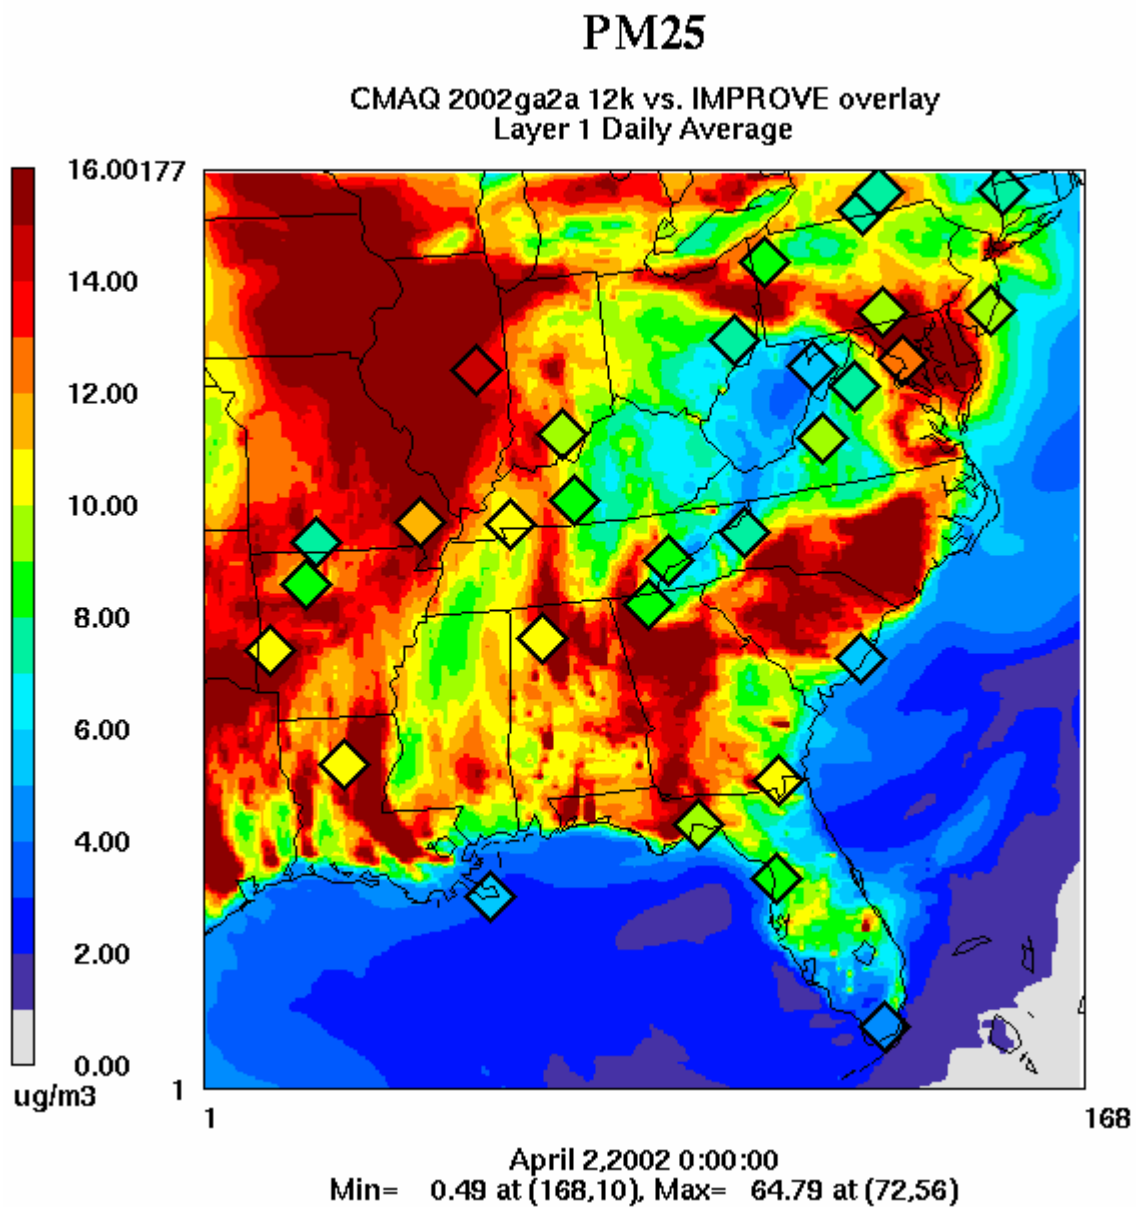 PM25
CMAQ 2002ga2a 12k vs. IMPROVE overlay
Layer 1 Daily Average
16.00
177
14.00
12.00
10.00
8.00
6.00
4.00
2.00
0.00
ug/m3
1
1
168
April 2,2002 0:00:00
Min= 0.49 at (168,10), Max= 64.79 at (72,56)